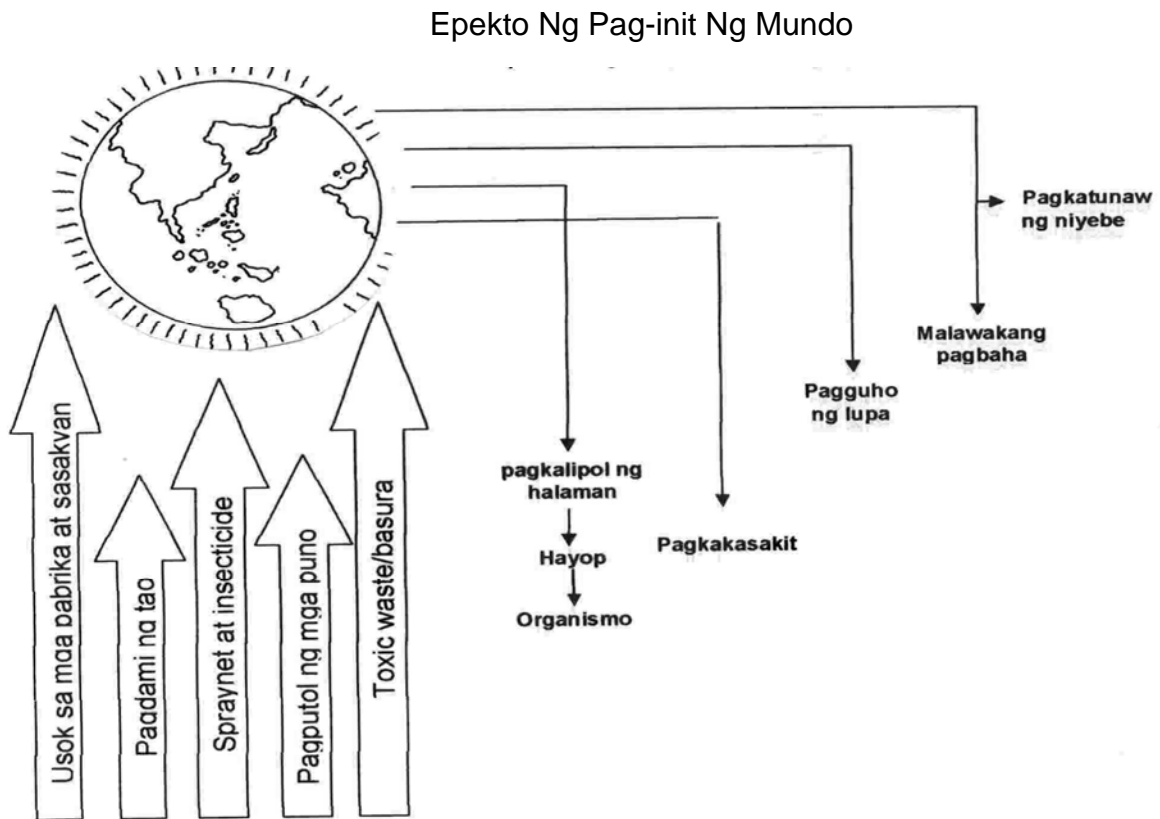 Epekto Ng Pag-init Ng Mundo
Pagkatunaw
ng niyebe
Malawakang
pagbaha
Pagguho
ng lupa
pagkalipol ng
halaman
Hayop
Organismo
Pagkakasakit
Usok sa mga pabrika at sasakyan
Pagdami ng tao
Spraynet at insecticide
Pagputol ng mga puno
Toxic waste/basura